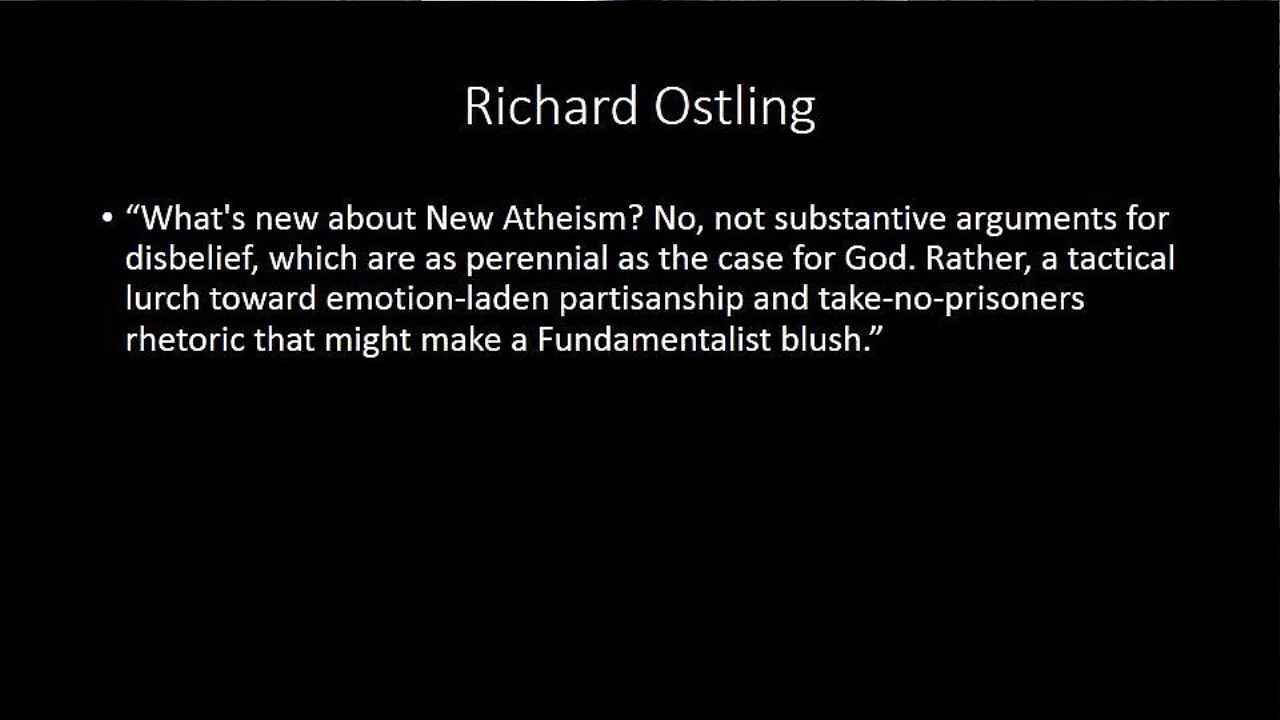 Richard Ostling
• “What's new about New Atheism? No, not substantive arguments for
disbelief, which are as perennial as the case for God. Rather, a tactical
lurch toward emotion-laden partisanship and take-no-prisoners
rhetoric that might make a Fundamentalist blush.”